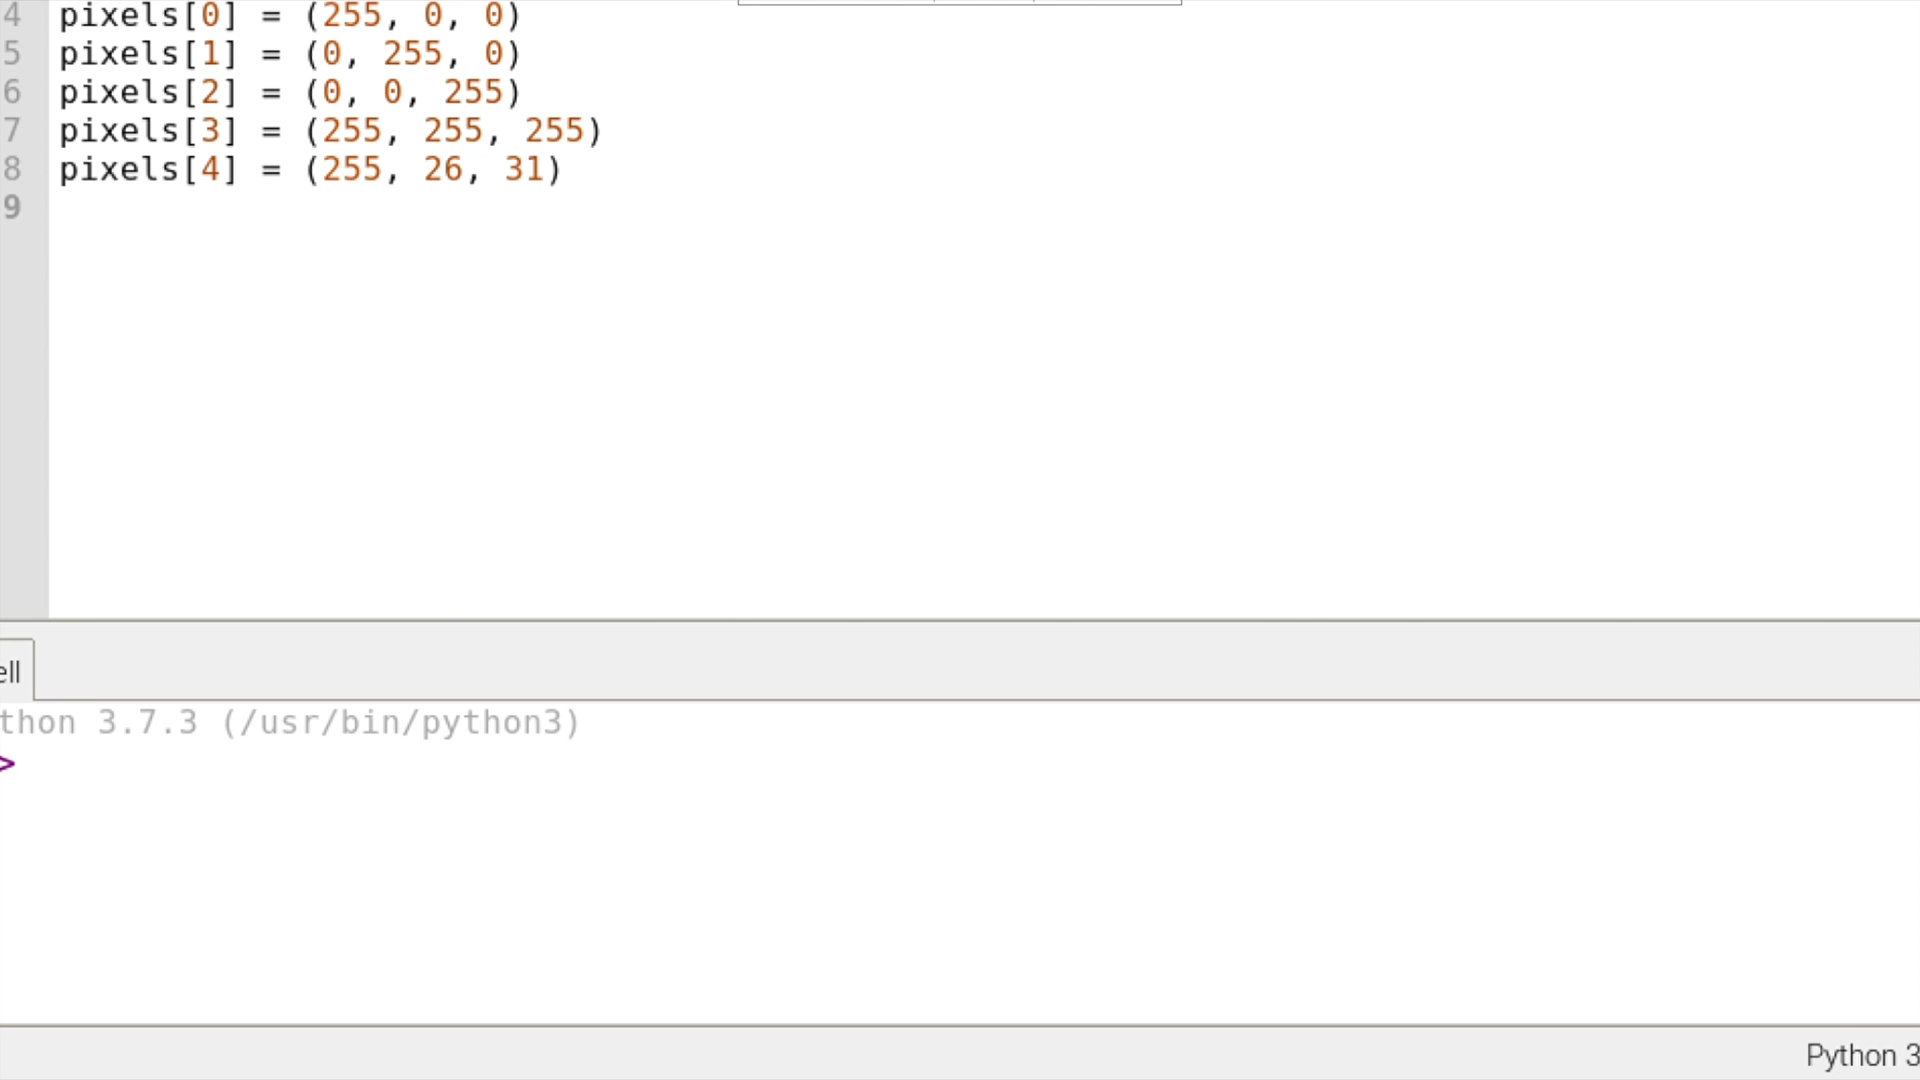 4 pixels[0] = (255, 0, 0)
5 pixels[1] = (0, 255, 0)
6 pixels[2] = (0, 0, 255)
7 pixels[3] = (255, 255, 255)
8 pixels[4] = (255, 26, 31)
9
ell
thon 3.7.3 (/usr/bin/python3)
>
Python 3